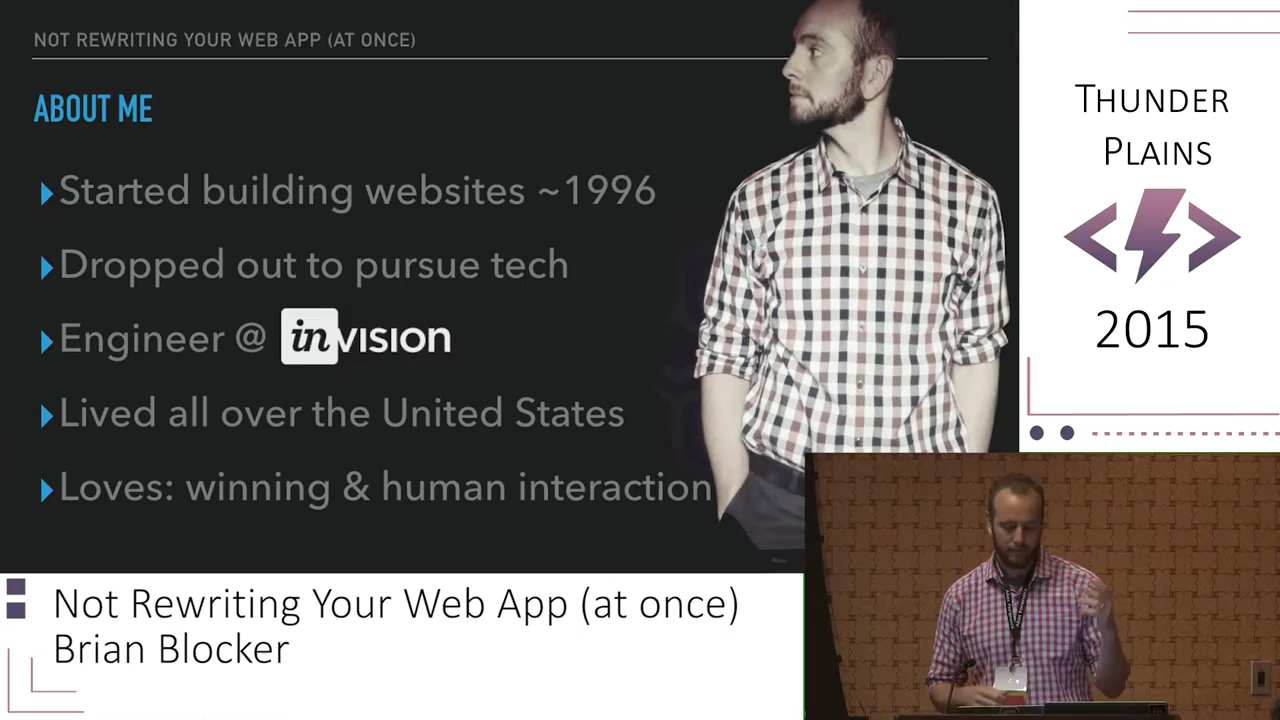 NOT REWRITING YOUR WEB APP (AT ONCE)
ABOUT ME
Started building websites ~1996
Dropped out to pursue tech
Engineer @ inVISION
Lived all over the United States
Loves: winning & human interaction
THUNDER
PLAINS
2015
Not Rewriting Your Web App (at once)
Brian Blocker